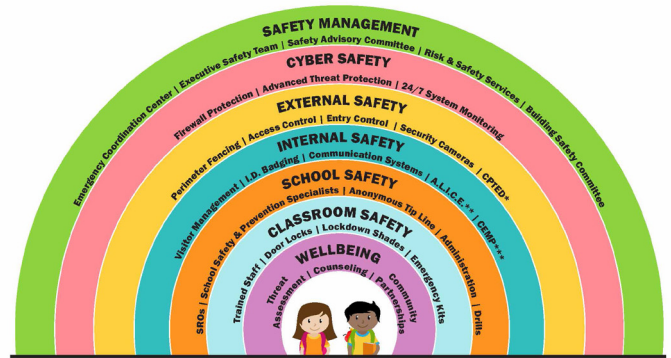 SAFETY MANAGEMENT
Emergency Coordination Center | Executive Safety Team | Safety Advisory Committee | Risk & Safety Services | Building Safety Committee
CYBER SAFETY
Firewall Protection | Advanced Threat Protection | 24/7 System Monitoring
EXTERNAL SAFETY
Perimeter Fencing | Access Control | Entry Control | Security Cameras | CPTED*
INTERNAL SAFETY
Visitor Management | I.D. Badging | Communication Systems | A.L.I.C.E.** | CEMP***
SCHOOL SAFETY
SROs | School Safety & Prevention Specialists | Anonymous Tip Line | Administration | Drills
CLASSROOM SAFETY
Trained Staff | Door Locks | Lockdown Shades | Emergency Kits
WELLBEING
Threat
Assessment | Counseling | Community
Partnerships